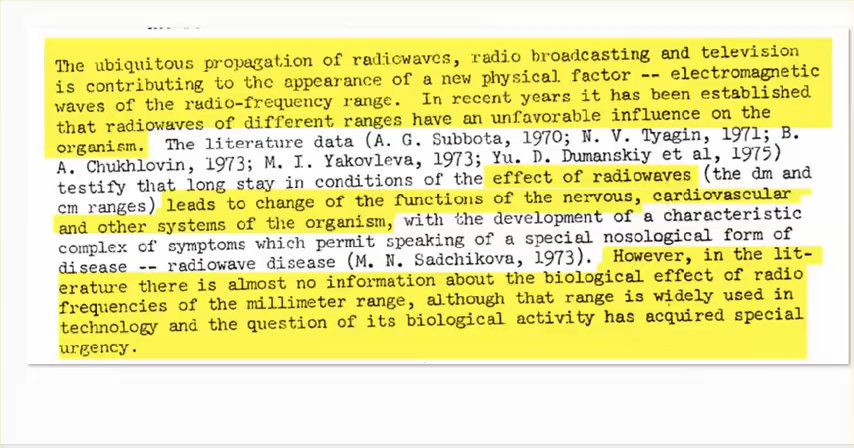 The ubiquitous propagation of radiowaves, radio broadcasting and television
is contributing to the appearance of a new physical factor -- electromagnetic
waves of the radio-frequency range. In recent years it has been established
that radiowaves of different ranges have an unfavorable influence on the
organism. The literature data (A. G. Subbota, 1970; N. V. Tyagin, 1971; B.
A. Chukhlovin, 1973; M. I. Yakovleva, 1973; Yu. D. Dumanskiy et al, 1975)
testify that long stay in conditions of the effect of radiowaves (the dm and
cm ranges) leads to change of the functions of the nervous, cardiovascular
and other systems of the organism, with the development of a characteristic
complex of symptoms which permit speaking of a special nosological form of
disease -- radiowave disease (M. N. Sadchikova, 1973). However, in the lit-
erature there is almost no information about the biological effect of radio
frequencies of the millimeter range, although that range is widely used in
technology and the question of its biological activity has acquired special
urgency.